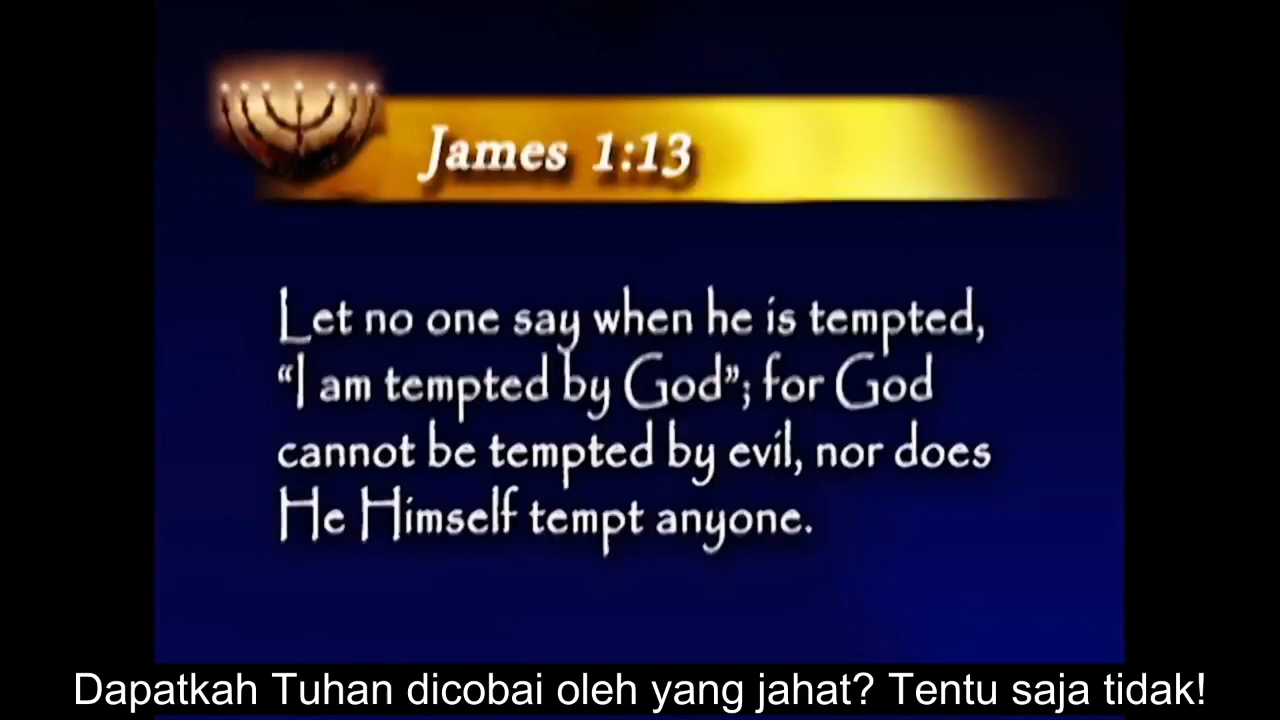 James 1:13
Let no one say when he is tempted,
“I am tempted by God”; for God
cannot be tempted by evil, nor does
He Himself tempt anyone.
Dapatkah Tuhan dicobai oleh yang jahat? Tentu saja tidak!